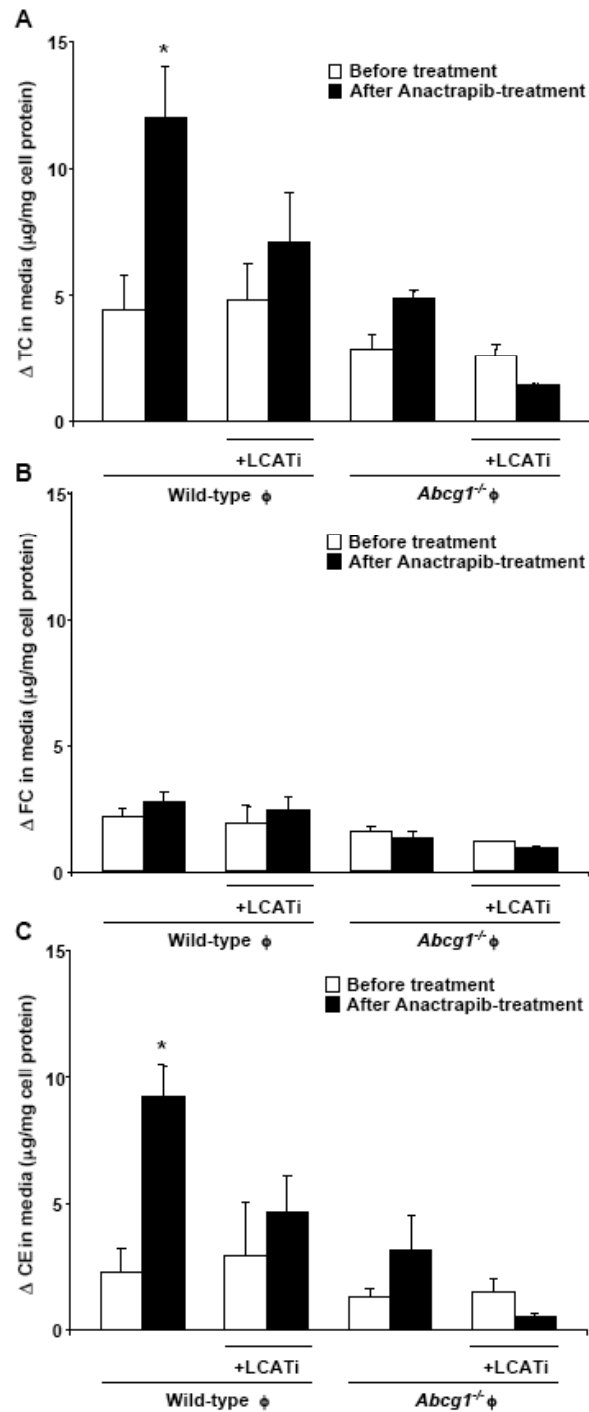 A
15
*
Before treatment
After Anactrapib-treatment
10
5
0
Δ TC in media (μg/mg cell protein)
+LCATi
+LCATi
Wild-type ϕ
Abcg1-/- ϕ
B
15
Before treatment
After Anactrapib-treatment
10
5
0
Δ FC in media (μg/mg cell protein)
+LCATi
+LCATi
Wild-type ϕ
Abcg1-/- ϕ
C
15
Before treatment
After Anactrapib-treatment
*
10
5
0
Δ CE in media (μg/mg cell protein)
+LCATi
+LCATi
Wild-type ϕ
Abcg1-/- ϕ